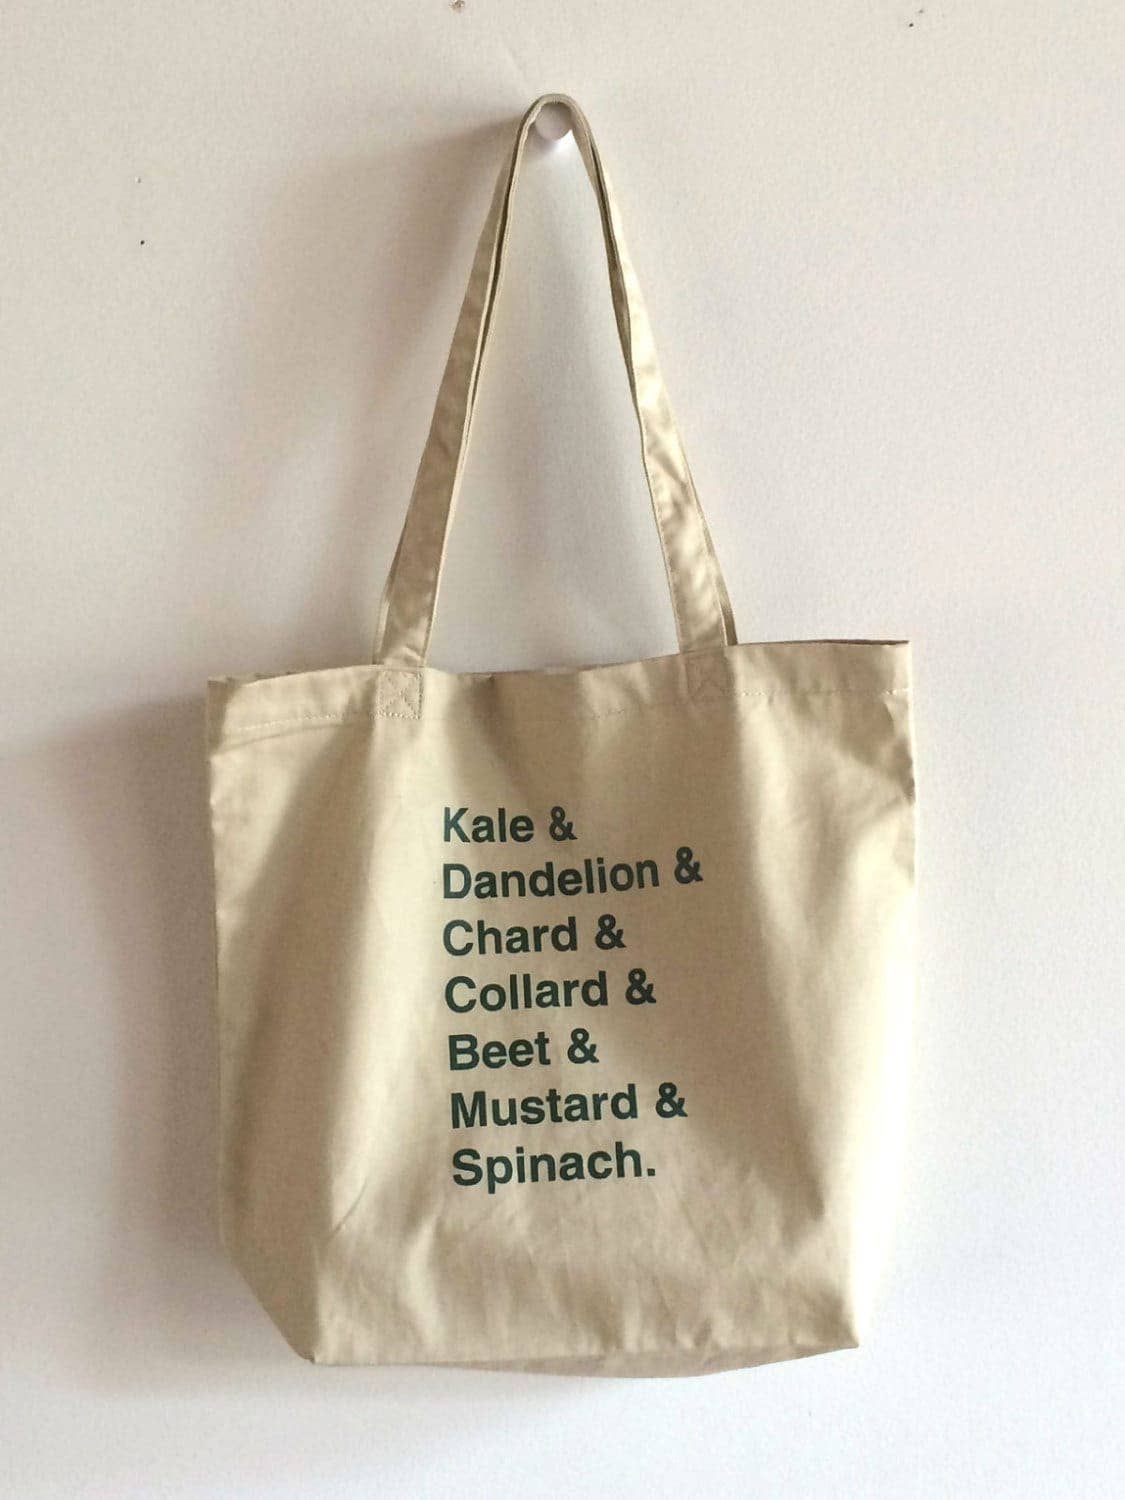 Kale &
Dandelion &
Chard &
Collard &
Beet &
Mustard &
Spinach.